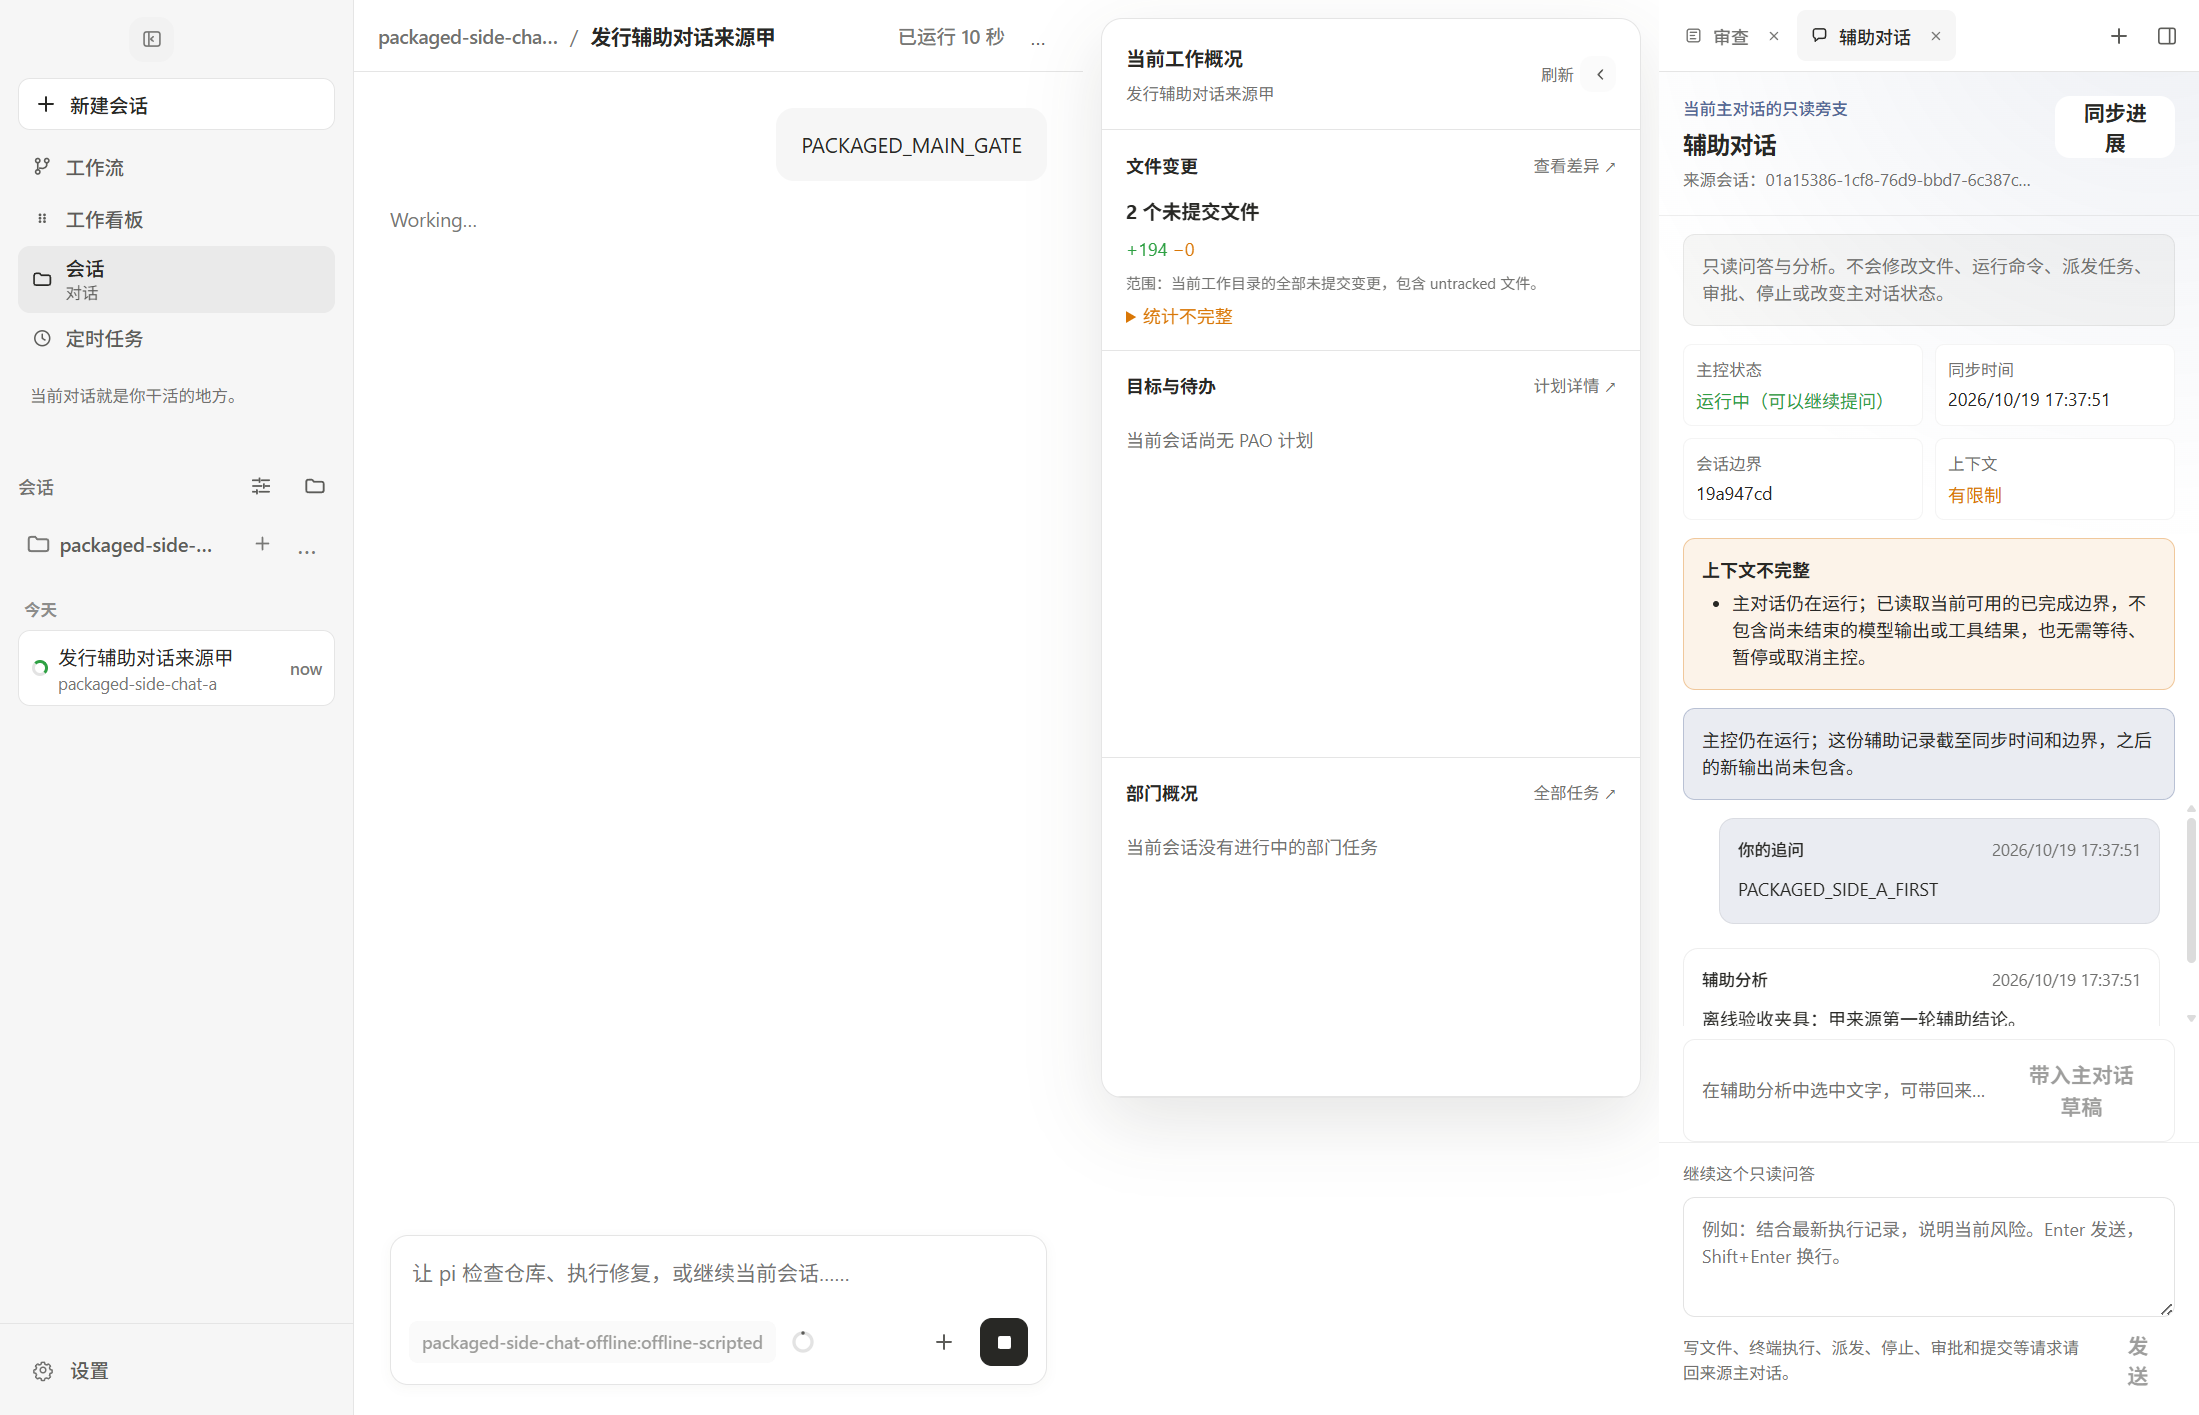 新建会话
工作流
工作看板
会话
对话
定时任务
当前对话就是你干活的地方。
会话
packaged-side-...
今天
发行辅助对话来源甲
packaged-side-chat-a
now
设置
packaged-side-cha... / 发行辅助对话来源甲
已运行 10 秒
...
PACKAGED_MAIN_GATE
Working...
让 pi 检查仓库、执行修复，或继续当前会话......
packaged-side-chat-offline:offline-scripted
当前工作概况
刷新
发行辅助对话来源甲
文件变更
查看差异 ↗
2 个未提交文件
+194 −0
范围：当前工作目录的全部未提交变更，包含 untracked 文件。
▶ 统计不完整
目标与待办
计划详情 ↗
当前会话尚无 PAO 计划
部门概况
全部任务 ↗
当前会话没有进行中的部门任务
审查 ×
辅助对话 ×
当前主对话的只读旁支
辅助对话
来源会话：01a15386-1cf8-76d9-bbd7-6c387c...
同步进
展
只读问答与分析。不会修改文件、运行命令、派发任务、
审批、停止或改变主对话状态。
主控状态
运行中（可以继续提问）
同步时间
2026/10/19 17:37:51
会话边界
19a947cd
上下文
有限制
上下文不完整
• 主对话仍在运行；已读取当前可用的已完成边界，不
包含尚未结束的模型输出或工具结果，也无需等待、
暂停或取消主控。
主控仍在运行；这份辅助记录截至同步时间和边界，之后
的新输出尚未包含。
你的追问
2026/10/19 17:37:51
PACKAGED_SIDE_A_FIRST
辅助分析
2026/10/19 17:37:51
离线验收夹具：甲来源第一轮辅助结论。
在辅助分析中选中文字，可带回来...
带入主对话
草稿
继续这个只读问答
例如：结合最新执行记录，说明当前风险。Enter 发送，
Shift+Enter 换行。
写文件、终端执行、派发、停止、审批和提交等请求请
回来源主对话。
发
送